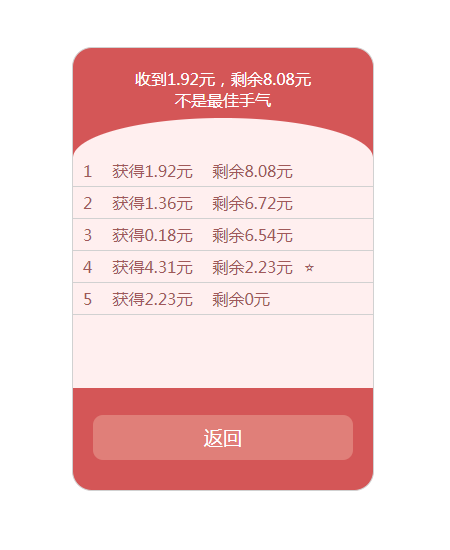 收到1.92元，剩余8.08元
不是最佳手气
1 获得1.92元 剩余8.08元
2 获得1.36元 剩余6.72元
3 获得0.18元 剩余6.54元
4 获得4.31元 剩余2.23元 ☆
5 获得2.23元 剩余0元
返回